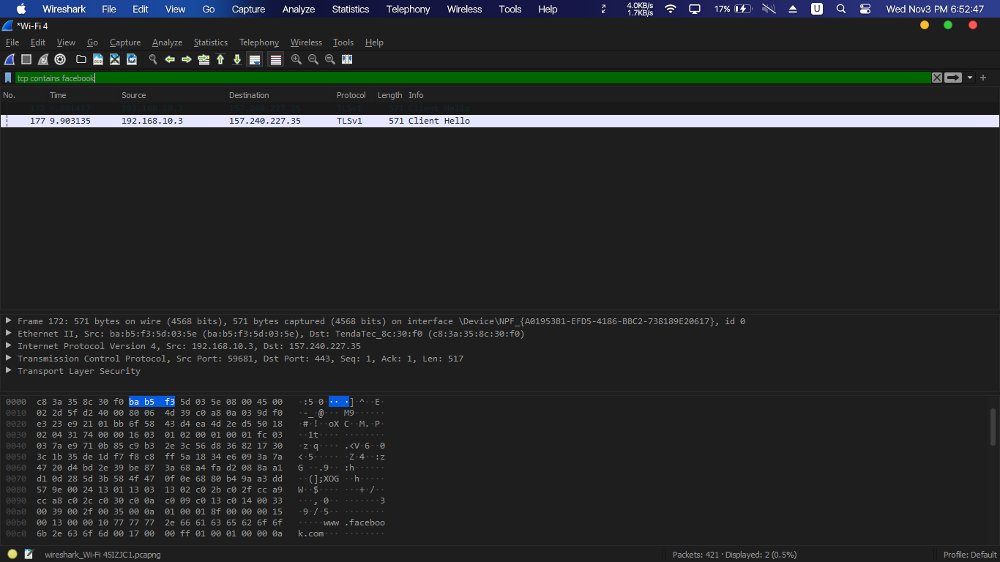 Wireshark File Edit View Go Capture Analyze Statistics Telephony Wireless Tools Help 4.0KB/s 1.7KB/s 17% U Wed Nov3 PM 6:52:47
*Wi-Fi 4
File Edit View Go Capture Analyze Statistics Telephony Wireless Tools Help
tcp contains facebook
No. Time Source Destination Protocol Length Info
177 9.891417 192.168.10.3 157.240.227.35 TLSv1 571 Client Hello
177 9.903135 192.168.10.3 157.240.227.35 TLSv1 571 Client Hello
Frame 172: 571 bytes on wire (4568 bits), 571 bytes captured (4568 bits) on interface \Device\NPF_{A01953B1-EFD5-4186-BBC2-738189E20617}, id 0
Ethernet II, Src: ba:b5:f3:5d:03:5e (ba:b5:f3:5d:03:5e), Dst: TendaTec_8c:30:f0 (c8:3a:35:8c:30:f0)
Internet Protocol Version 4, Src: 192.168.10.3, Dst: 157.240.227.35
Transmission Control Protocol, Src Port: 59681, Dst Port: 443, Seq: 1, Ack: 1, Len: 517
Transport Layer Security
0000 c8 3a 35 8c 30 f0 ba b5 f3 5d 03 5e 08 00 45 00 ·:5·0··· ·]·^··E·
0010 02 2d 5f d2 40 00 80 06 4d 39 c0 a8 0a 03 9d f0 ·-_·@··· M9······
0020 e3 23 e9 21 01 bb 6f 58 43 d4 ea 4d 2e d5 50 18 ·#·!··oX C··M.·P·
0030 02 04 31 74 00 00 16 03 01 02 00 01 00 01 fc 03 ··1t···· ········
0040 03 7a e9 71 0b 85 c9 b3 2e 3c 56 d8 36 82 17 30 ·z·q···· .<V·6··0
0050 3c 1b 35 de 1d f7 f8 c8 ff 5a 18 34 e6 09 3a 7a <·5····· ·Z·4··:z
0060 47 20 d4 bd 2e 39 be 87 3a 68 a4 fa d2 08 8a a1 G ··.9·· :h······
0070 d1 0d 28 5d 3b 58 4f 47 0f 0e 68 80 b4 9a a3 dd ··(];XOG ··h·····
0080 57 9e 00 24 13 01 13 03 13 02 c0 2b c0 2f cc a9 W··$···· ···+·/··
0090 cc a8 c0 2c c0 30 c0 0a c0 09 c0 13 c0 14 00 33 ···,·0·· ·······3
00a0 00 39 00 2f 00 35 00 0a 01 00 01 8f 00 00 00 15 ·9·/·5·· ········
00b0 00 13 00 00 10 77 77 77 2e 66 61 63 65 62 6f 6f ·····www .faceboo
00c0 6b 2e 63 6f 6d 00 17 00 00 ff 01 00 01 00 00 0a k.com··· ········
wireshark_Wi-Fi 45IZJC1.pcapng Packets: 421 · Displayed: 2 (0.5%) Profile: Default